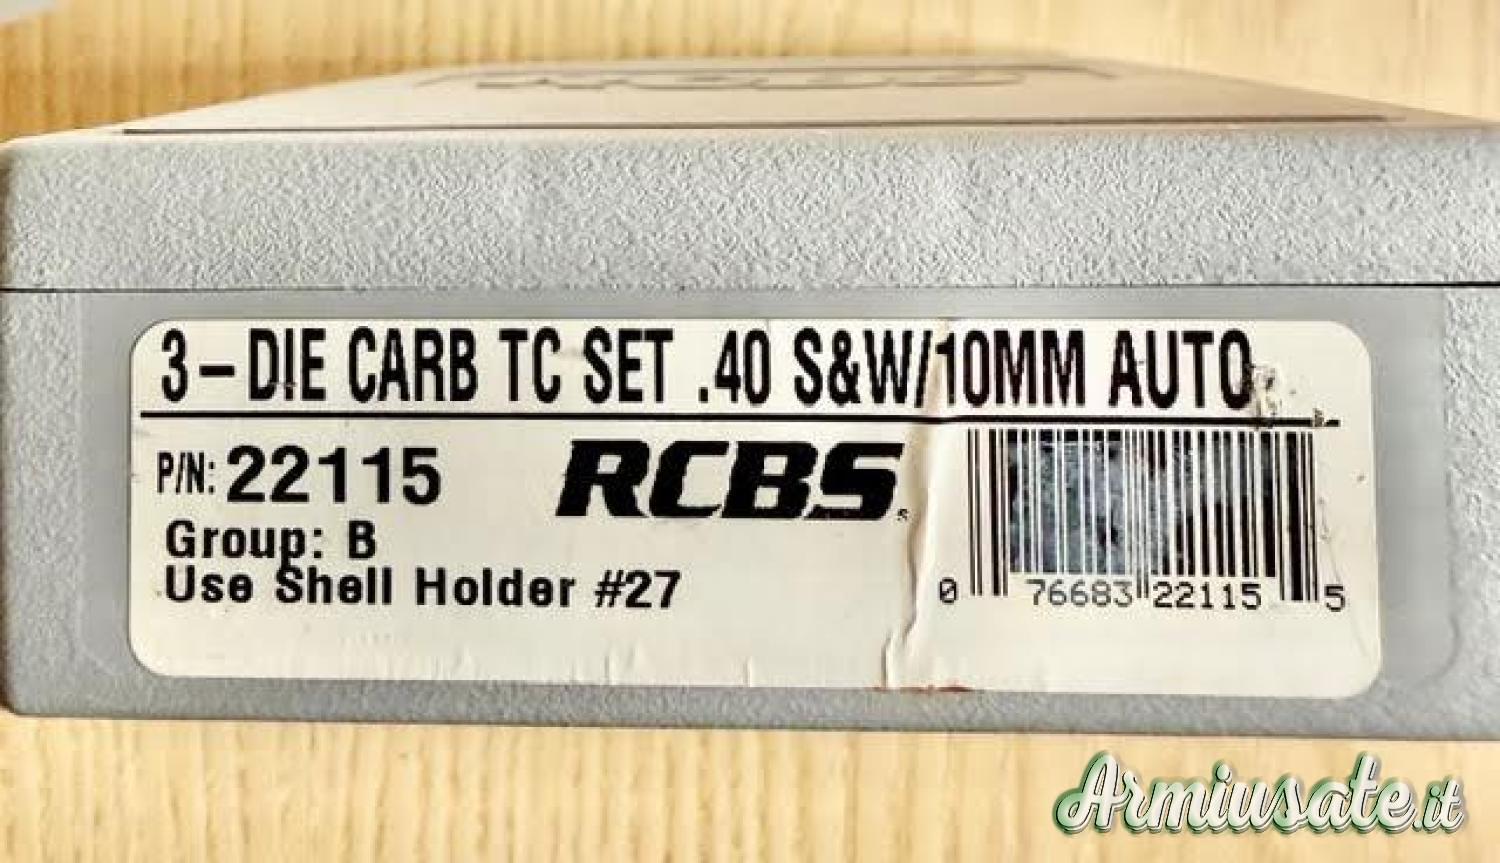 3-DIE CARB TC SET .40 S&W/10MM AUTO
P/N: 22115
RCBS
Group: B
Use Shell Holder #27
0 76683 22115 5
Armiusate.it